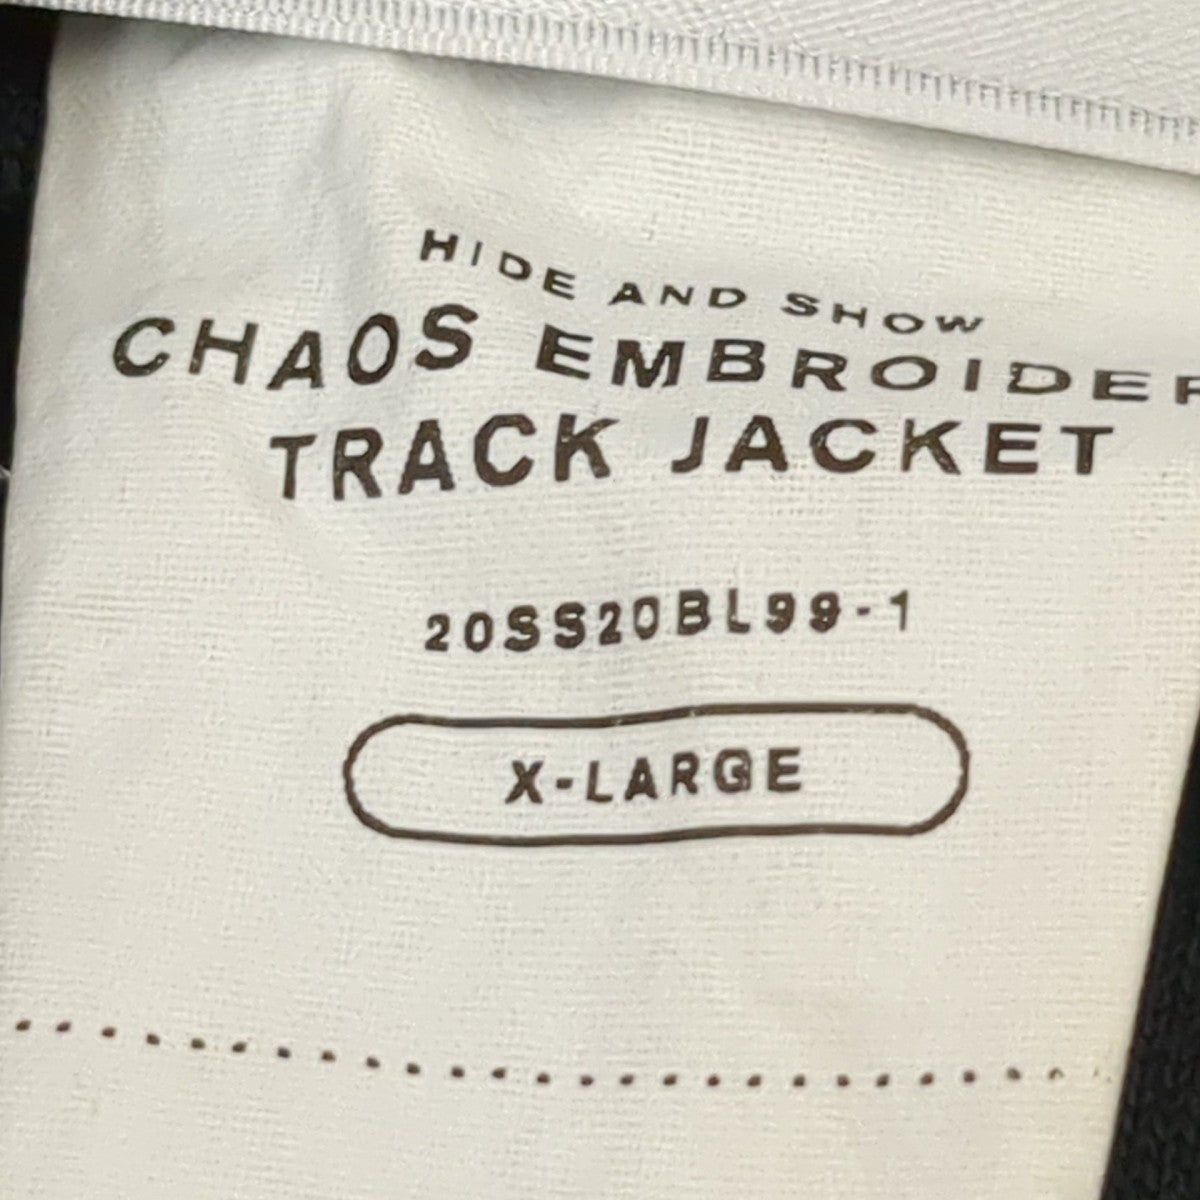 HIDE AND SHOW
CHAOS EMBROIDER
TRACK JACKET
20SS20BL99-1
X-LARGE